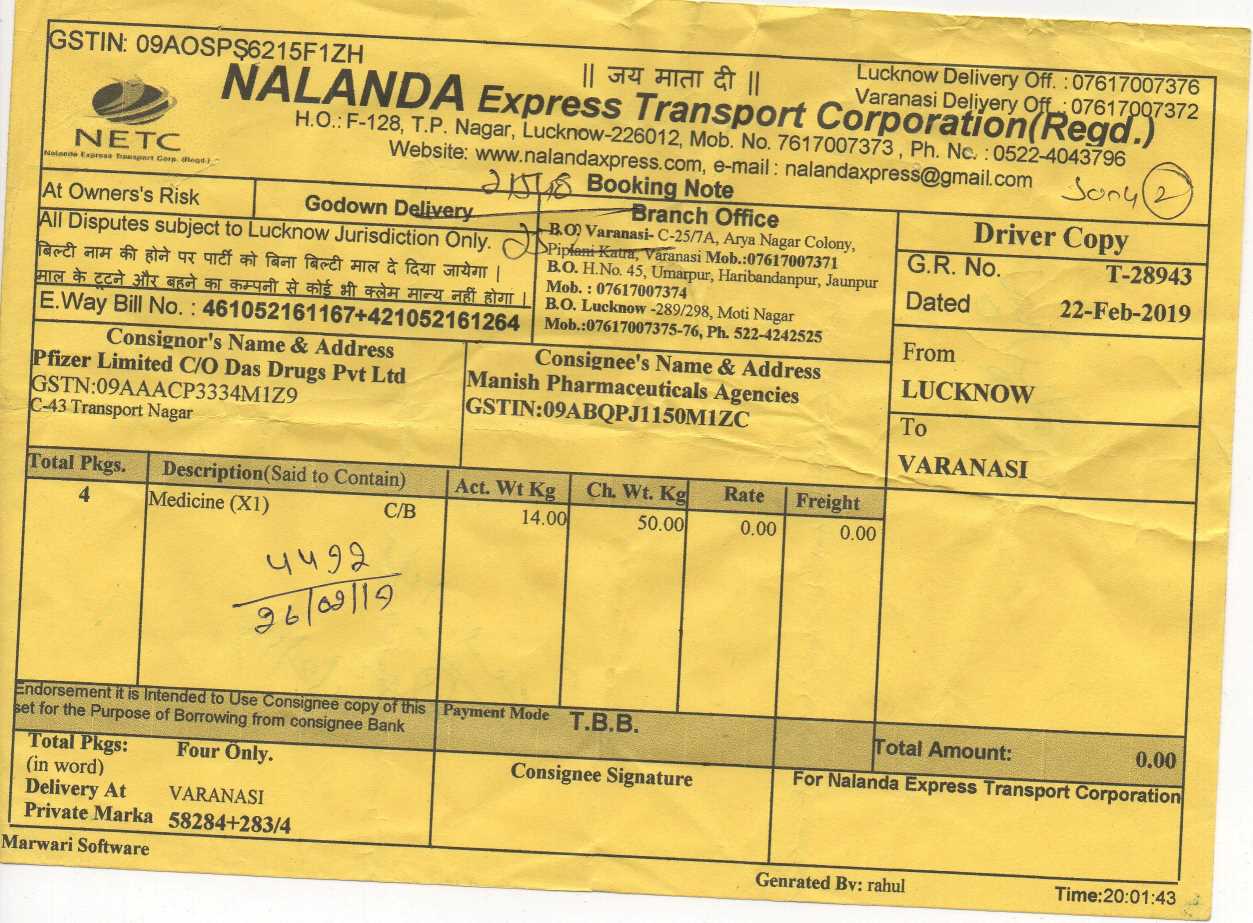 GSTIN: 09AOSPS6215F1ZH
|| जय माता दी ||
Lucknow Delivery Off. : 07617007376
Varanasi Delivery Off. : 07617007372
NALANDA Express Transport Corporation(Regd.)
NETC
Nalanda Express Transport Corp. (Regd.)
H.O.: F-128, T.P. Nagar, Lucknow-226012, Mob. No. 7617007373 , Ph. No. : 0522-4043796
Website: www.nalandaxpress.com, e-mail : nalandaxpress@gmail.com
Booking Note
2
At Owners's Risk
Godown Delivery
Branch Office
Driver Copy
All Disputes subject to Lucknow Jurisdiction Only.
बिल्टी नाम की होने पर पार्टी को बिना बिल्टी माल दे दिया जायेगा |
माल के टूटने और बहने का कम्पनी से कोई भी क्लेम मान्य नहीं होगा |
E.Way Bill No. : 461052161167+421052161264
B.O. Varanasi- C-25/7A, Arya Nagar Colony,
Piplani Katra, Varanasi Mob.:07617007371
B.O. H.No. 45, Umarpur, Haribandanpur, Jaunpur
Mob. : 07617007374
B.O. Lucknow -289/298, Moti Nagar
Mob.:07617007375-76, Ph. 522-4242525
G.R. No. T-28943
Dated 22-Feb-2019
From
LUCKNOW
To
VARANASI
Consignor's Name & Address
Pfizer Limited C/O Das Drugs Pvt Ltd
GSTN:09AAACP3334M1Z9
C-43 Transport Nagar
Consignee's Name & Address
Manish Pharmaceuticals Agencies
GSTIN:09ABQPJ1150M1ZC
Total Pkgs. Description(Said to Contain) Act. Wt Kg Ch. Wt. Kg Rate Freight
4 Medicine (X1) C/B 14.00 50.00 0.00 0.00
4492
26/02/19
Endorsement it is Intended to Use Consignee copy of this
set for the Purpose of Borrowing from consignee Bank
Payment Mode T.B.B.
Total Amount: 0.00
Total Pkgs: Four Only.
(in word)
Delivery At VARANASI
Private Marka 58284+283/4
Consignee Signature
For Nalanda Express Transport Corporation
Marwari Software
Genrated By: rahul
Time:20:01:43